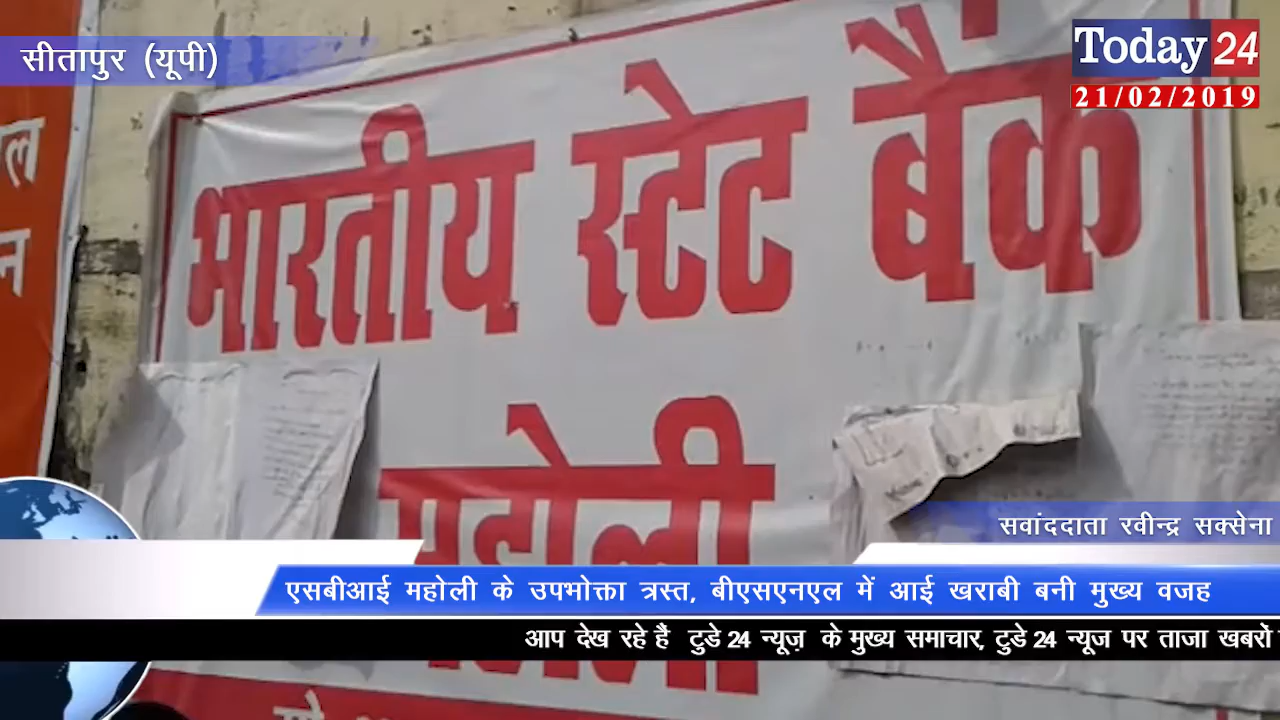 सीतापुर (यूपी)
Today 24
21/02/2019
ल
न
भारतीय स्टेट बैंक
महोली
सवांददाता रवीन्द्र सक्सेना
एसबीआई महोली के उपभोक्ता त्रस्त, बीएसएनएल में आई खराबी बनी मुख्य वजह
आप देख रहे हैं टुडे 24 न्यूज़ के मुख्य समाचार, टुडे 24 न्यूज पर ताजा खबरों